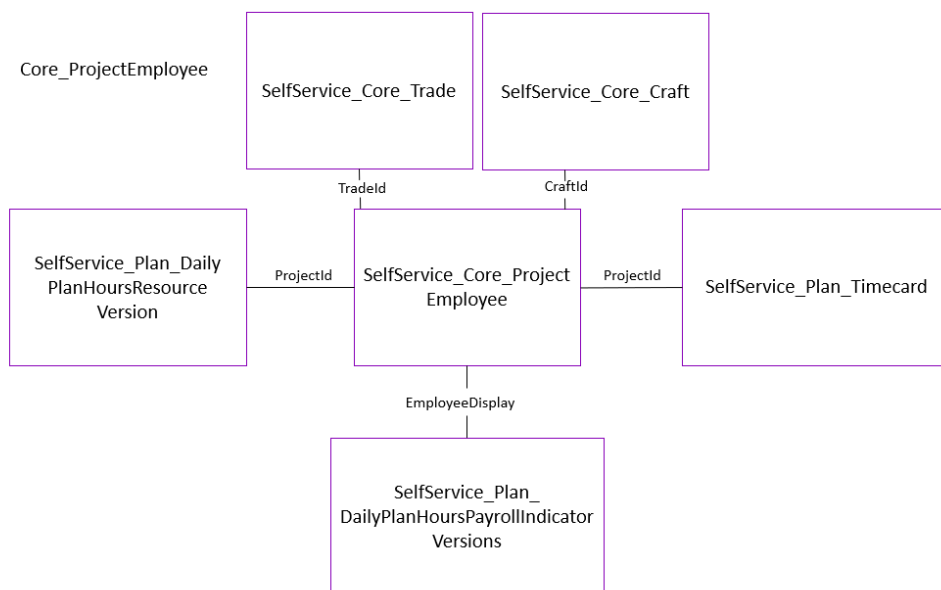 Core_ProjectEmployee
SelfService_Core_Trade
SelfService_Core_Craft
TradeId
CraftId
SelfService_Plan_Daily
PlanHoursResource
Version
ProjectId
SelfService_Core_Project
Employee
ProjectId
SelfService_Plan_Timecard
EmployeeDisplay
SelfService_Plan_
DailyPlanHoursPayrollIndicator
Versions